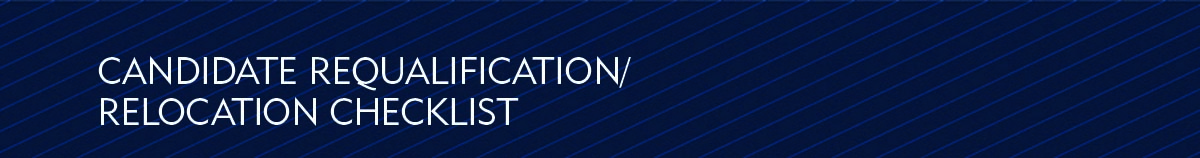 CANDIDATE REQUALIFICATION/
RELOCATION CHECKLIST